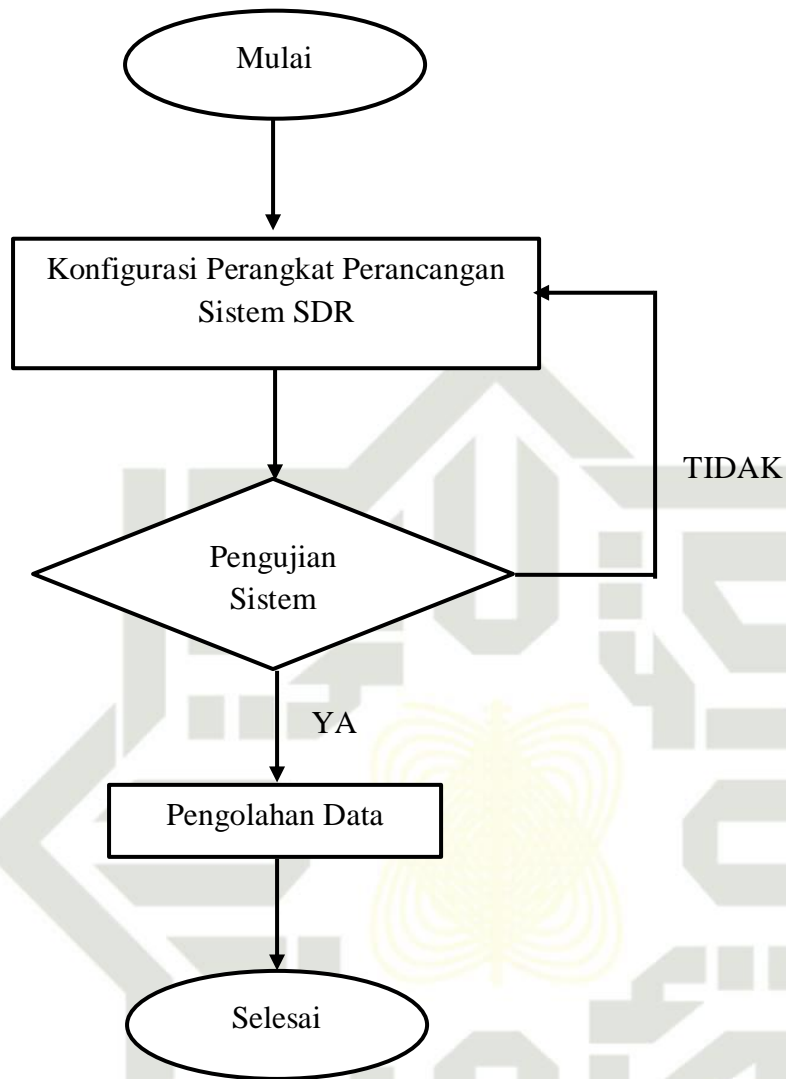 Mulai
Konfigurasi Perangkat Perancangan
Sistem SDR
TIDAK
Pengujian
Sistem
YA
Pengolahan Data
Selesai